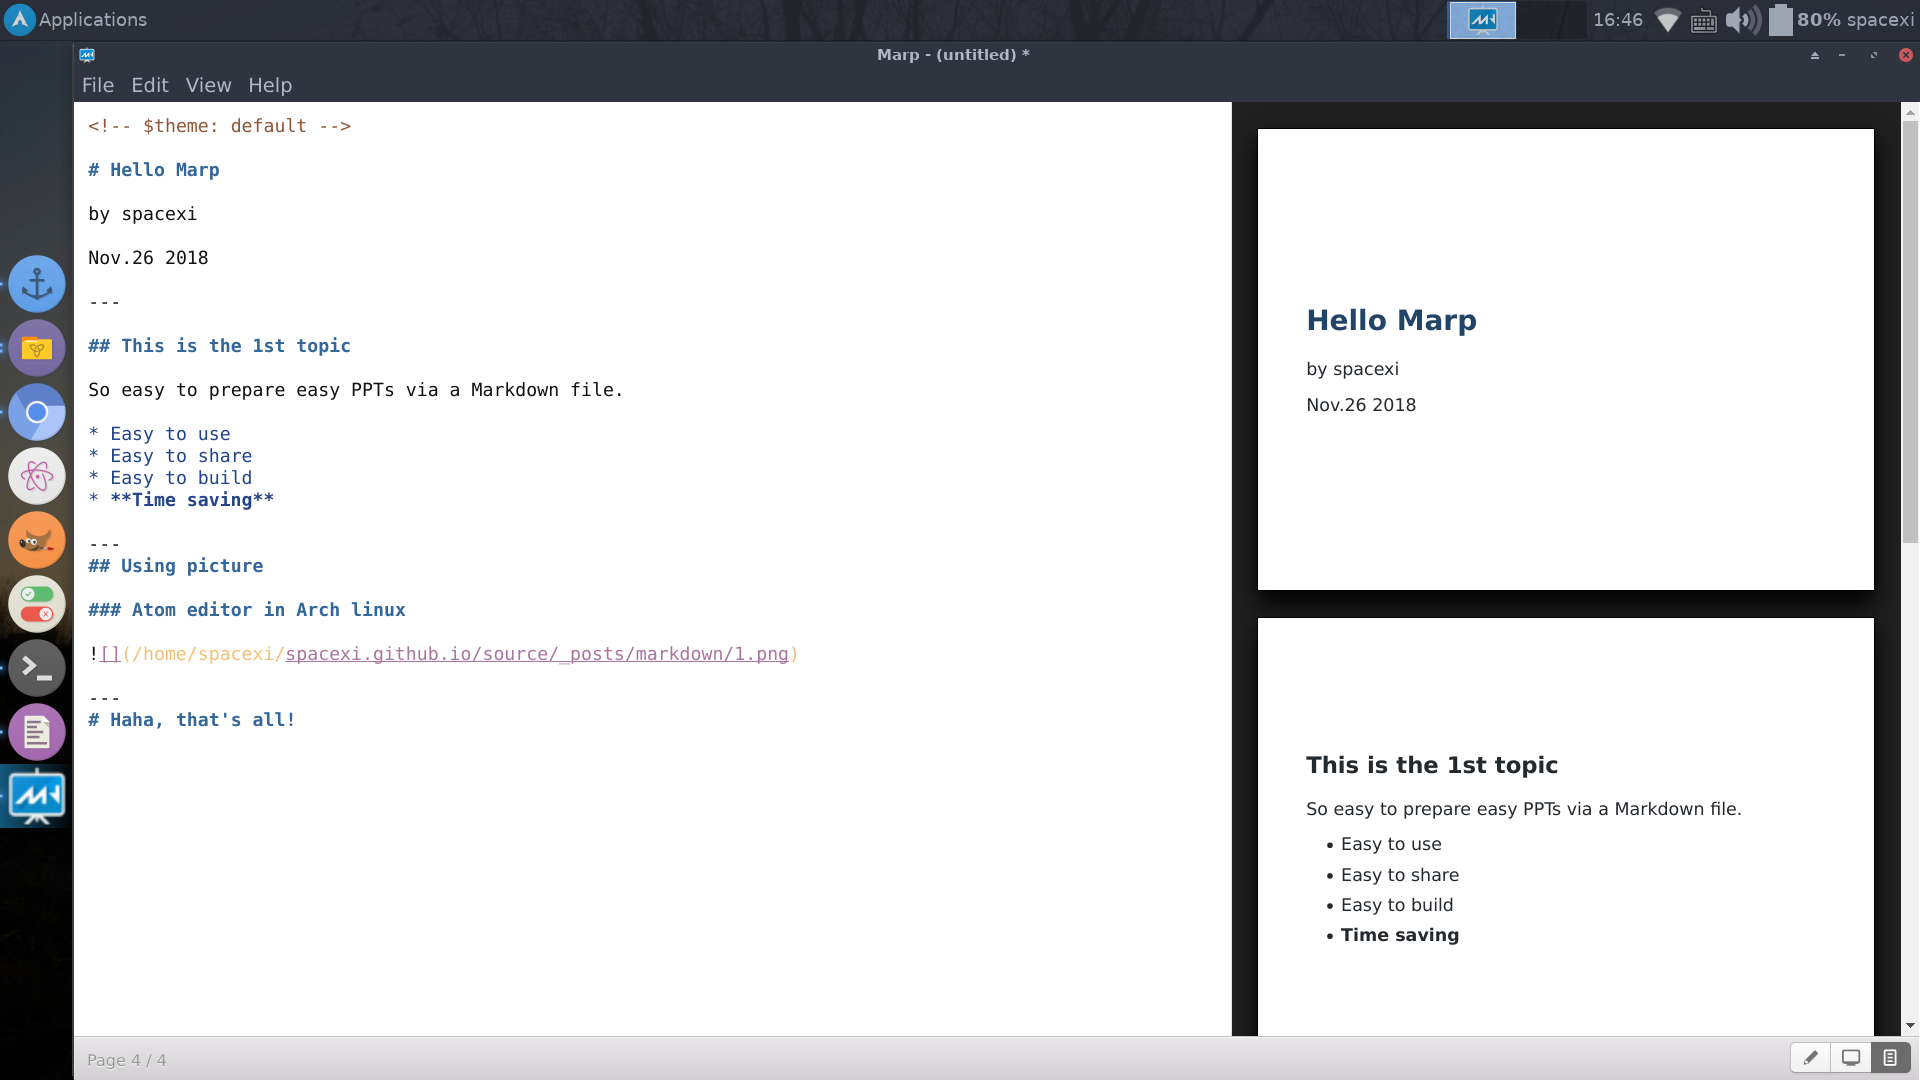 Applications
16:46
80% spacexi
Marp - (untitled) *
File Edit View Help
<!-- $theme: default -->
# Hello Marp
by spacexi
Nov.26 2018
---
## This is the 1st topic
So easy to prepare easy PPTs via a Markdown file.
* Easy to use
* Easy to share
* Easy to build
* **Time saving**
---
## Using picture
### Atom editor in Arch linux
![](/home/spacexi/spacexi.github.io/source/_posts/markdown/1.png)
---
# Haha, that's all!
Hello Marp
by spacexi
Nov.26 2018
This is the 1st topic
So easy to prepare easy PPTs via a Markdown file.
• Easy to use
• Easy to share
• Easy to build
• Time saving
Page 4 / 4